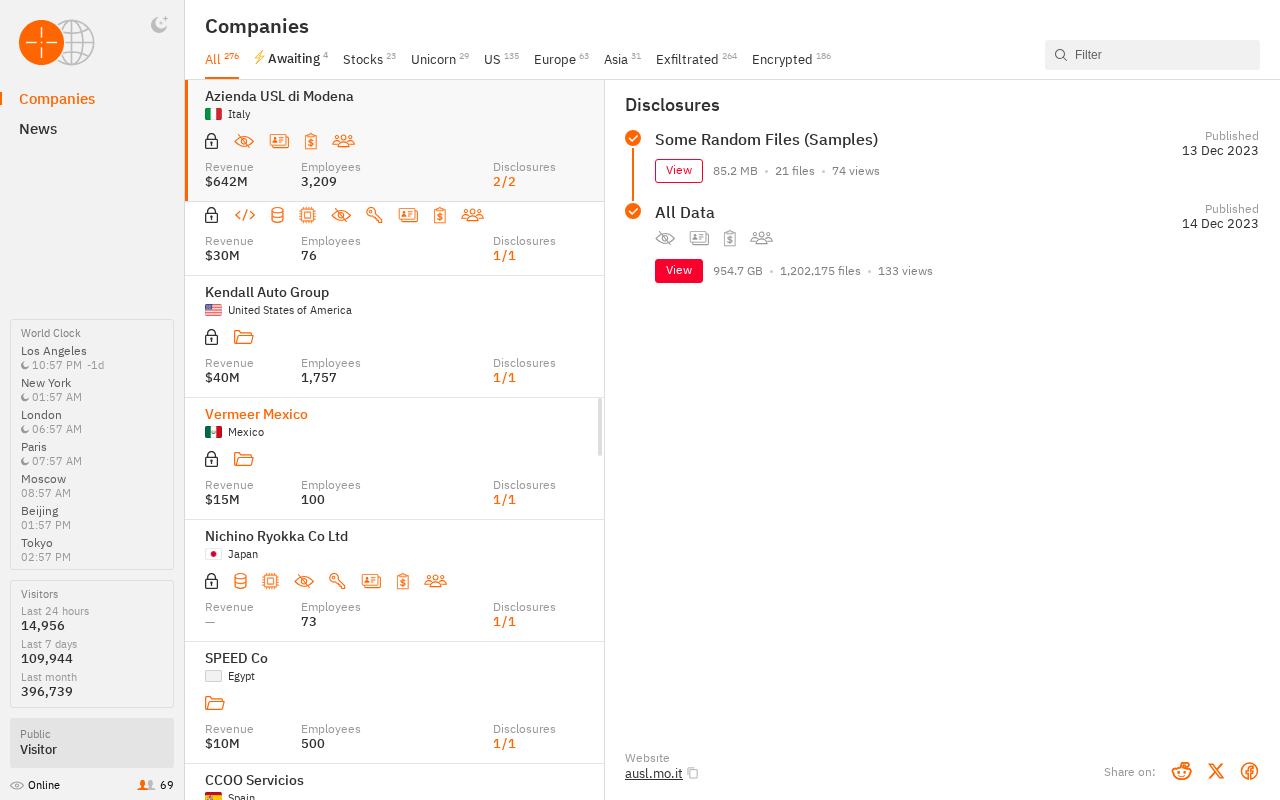 Companies
News
World Clock
Los Angeles
10:57 PM -1d
New York
01:57 AM
London
06:57 AM
Paris
07:57 AM
Moscow
08:57 AM
Beijing
01:57 PM
Tokyo
02:57 PM
Visitors
Last 24 hours
14,956
Last 7 days
109,944
Last month
396,739
Public
Visitor
Online 69
Companies
All 276 Awaiting 4 Stocks 23 Unicorn 29 US 135 Europe 63 Asia 31 Exfiltrated 264 Encrypted 186
Filter
Azienda USL di Modena
Italy
Revenue Employees Disclosures
$642M 3,209 2/2
Revenue Employees Disclosures
$30M 76 1/1
Kendall Auto Group
United States of America
Revenue Employees Disclosures
$40M 1,757 1/1
Vermeer Mexico
Mexico
Revenue Employees Disclosures
$15M 100 1/1
Nichino Ryokka Co Ltd
Japan
Revenue Employees Disclosures
— 73 1/1
SPEED Co
Egypt
Revenue Employees Disclosures
$10M 500 1/1
CCOO Servicios
Spain
Disclosures
Some Random Files (Samples)
Published
13 Dec 2023
View 85.2 MB • 21 files • 74 views
All Data
Published
14 Dec 2023
View 954.7 GB • 1,202,175 files • 133 views
Website
ausl.mo.it
Share on: